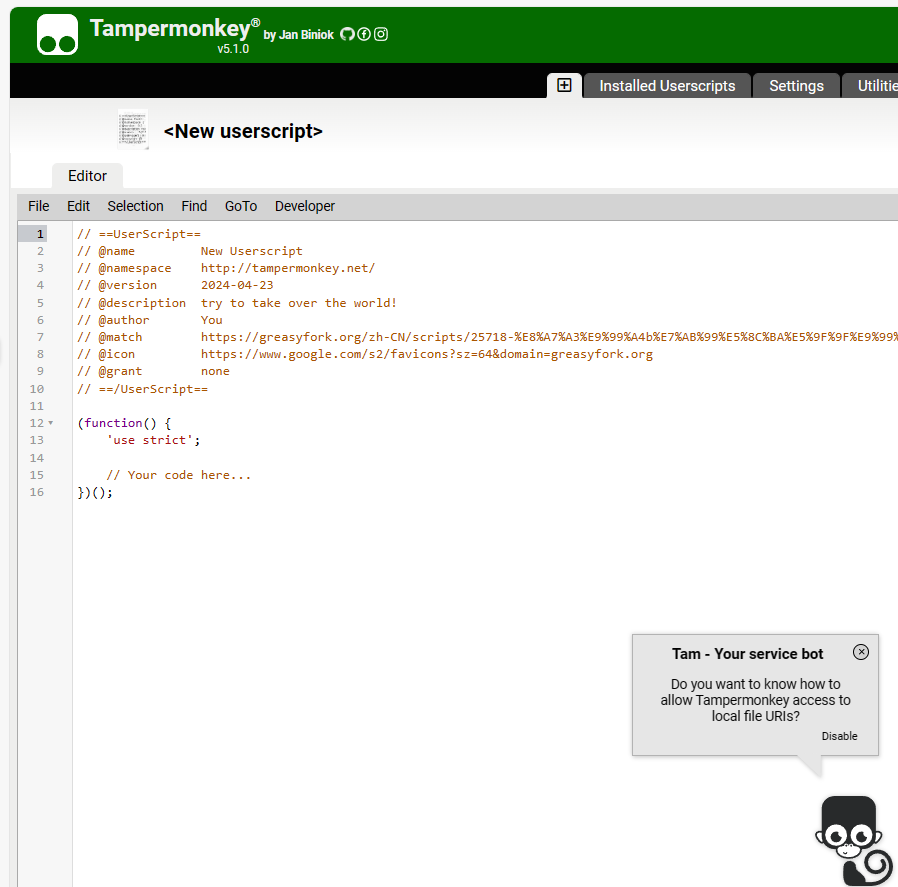 Tampermonkey® by Jan Biniok
v5.1.0
Installed Userscripts Settings Utilitie
<New userscript>
Editor
File Edit Selection Find GoTo Developer
1 // ==UserScript==
2 // @name New Userscript
3 // @namespace http://tampermonkey.net/
4 // @version 2024-04-23
5 // @description try to take over the world!
6 // @author You
7 // @match https://greasyfork.org/zh-CN/scripts/25718-%E8%A7%A3%E9%99%A4b%E7%AB%99%E5%8C%BA%E5%9F%9F%E9%99%
8 // @icon https://www.google.com/s2/favicons?sz=64&domain=greasyfork.org
9 // @grant none
10 // ==/UserScript==
11
12 (function() {
13 'use strict';
14
15 // Your code here...
16 })();
Tam - Your service bot
Do you want to know how to
allow Tampermonkey access to
local file URIs?
Disable